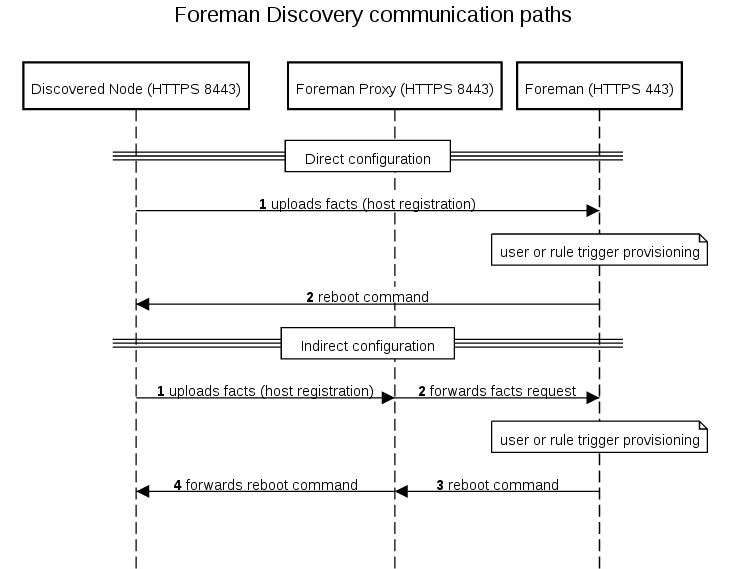 Foreman Discovery communication paths
Discovered Node (HTTPS 8443)
Foreman Proxy (HTTPS 8443)
Foreman (HTTPS 443)
Direct configuration
1 uploads facts (host registration)
user or rule trigger provisioning
2 reboot command
Indirect configuration
1 uploads facts (host registration)
2 forwards facts request
user or rule trigger provisioning
4 forwards reboot command
3 reboot command